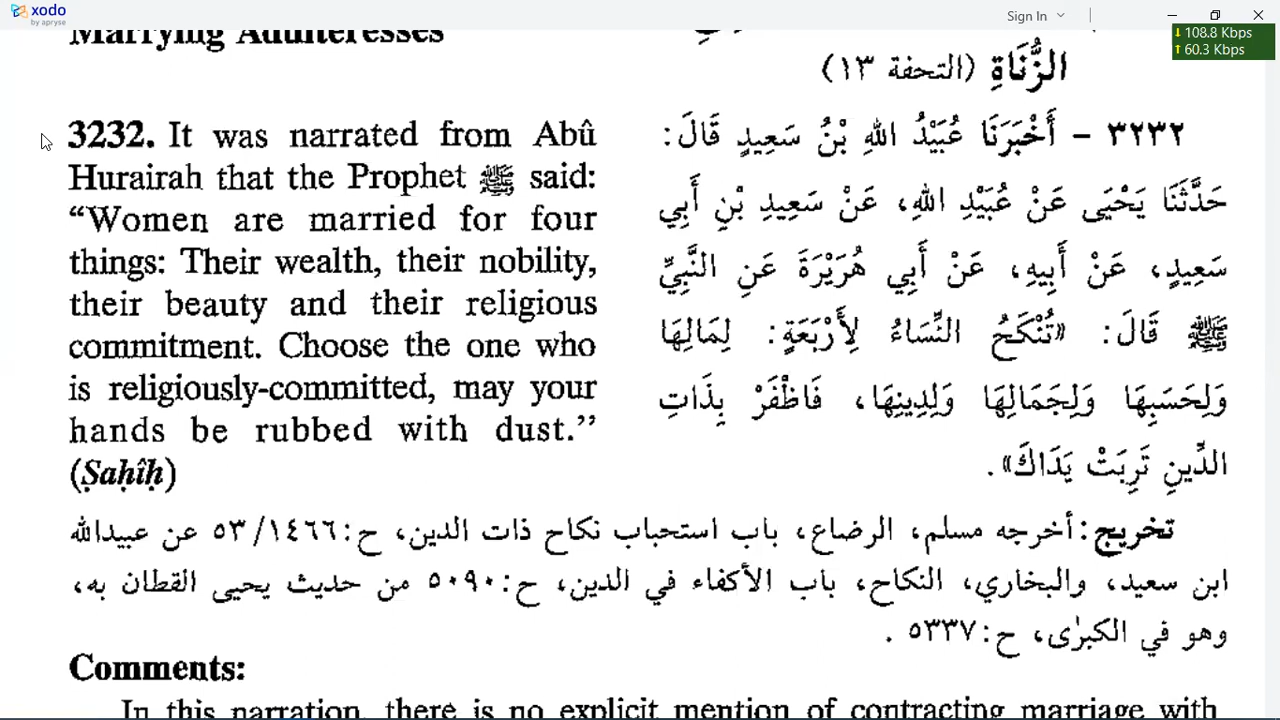 xodo
by apryse
Sign In
↓ 108.8 Kbps
↑ 60.3 Kbps
Marrying Adulteresses
الزُّنَاةِ (التحفة ١٣)
3232. It was narrated from Abû
Hurairah that the Prophet ﷺ said:
“Women are married for four
things: Their wealth, their nobility,
their beauty and their religious
commitment. Choose the one who
is religiously-committed, may your
hands be rubbed with dust.”
(Ṣaḥîḥ)
٣٢٣٢ - أَخْبَرَنَا عُبَيْدُ اللهِ بْنُ سَعِيدٍ قَالَ:
حَدَّثَنَا يَحْيَى عَنْ عُبَيْدِ اللهِ، عَنْ سَعِيدِ بْنِ أَبِي
سَعِيدٍ، عَنْ أَبِيهِ، عَنْ أَبِي هُرَيْرَةَ عَنِ النَّبِيِّ
ﷺ قَالَ: «تُنْكَحُ النِّسَاءُ لِأَرْبَعَةٍ: لِمَالِهَا
وَلِحَسَبِهَا وَلِجَمَالِهَا وَلِدِينِهَا، فَاظْفَرْ بِذَاتِ
الدِّينِ تَرِبَتْ يَدَاكَ».
تخريج: أخرجه مسلم، الرضاع، باب استحباب نكاح ذات الدين، ح: ٥٣/١٤٦٦ عن عبيدالله
ابن سعيد، والبخاري، النكاح، باب الأكفاء في الدين، ح: ٥٠٩٠ من حديث يحيى القطان به،
وهو في الكبرٰى، ح: ٥٣٣٧ .
Comments:
In this narration, there is no explicit mention of contracting marriage with